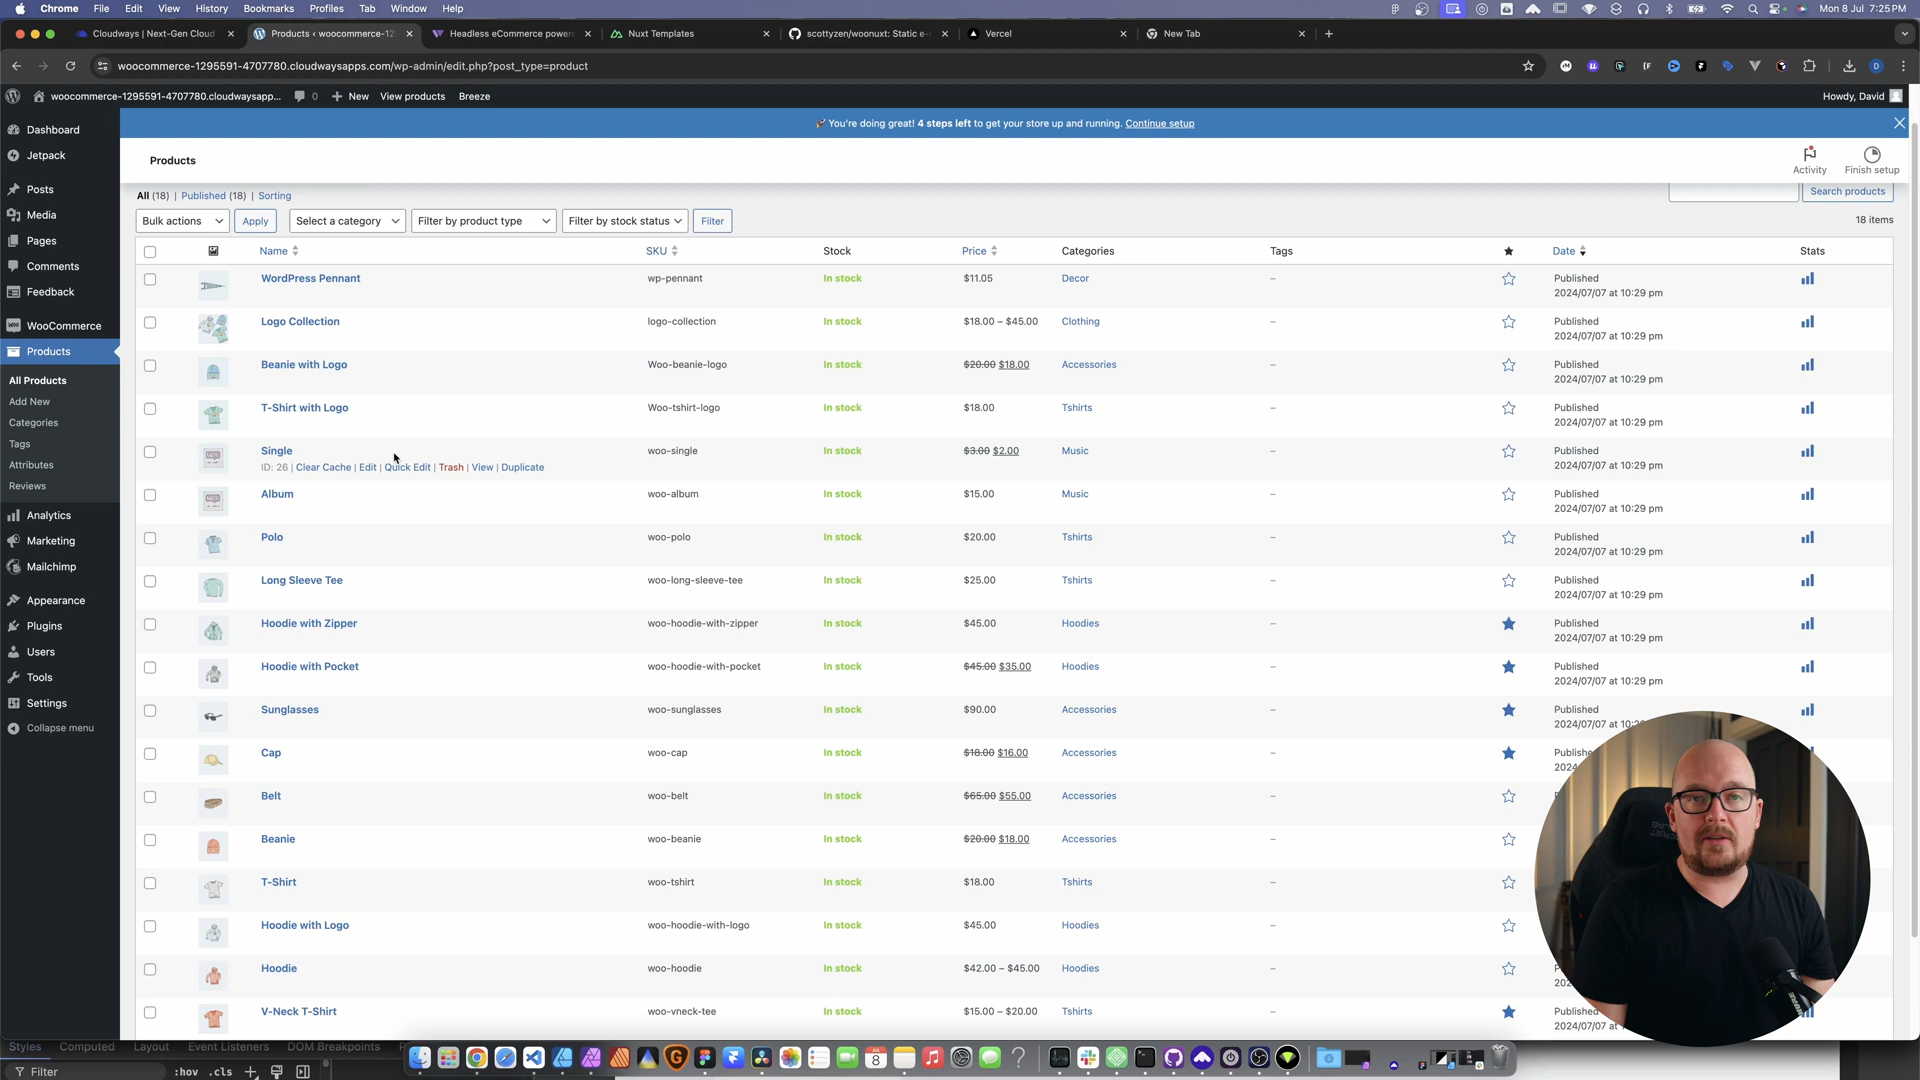 Chrome File Edit View History Bookmarks Profiles Tab Window Help
Mon 8 Jul 7:25PM
Cloudways | Next-Gen Cloud
Products ‹ woocommerce-12
Headless eCommerce power
Nuxt Templates
scottyzen/woonuxt: Static e-
Vercel
New Tab
woocommerce-1295591-4707780.cloudwaysapps.com/wp-admin/edit.php?post_type=product
woocommerce-1295591-4707780.cloudwaysapp... 0 New View products Breeze
Howdy, David
You're doing great! 4 steps left to get your store up and running. Continue setup
Products
Activity
Finish setup
Dashboard
Jetpack
Posts
Media
Pages
Comments
Feedback
WooCommerce
Products
All Products
Add New
Categories
Tags
Attributes
Reviews
Analytics
Marketing
Mailchimp
Appearance
Plugins
Users
Tools
Settings
Collapse menu
All (18) | Published (18) | Sorting
Search products
Bulk actions Apply Select a category Filter by product type Filter by stock status Filter
18 items
Name SKU Stock Price Categories Tags Date Stats
WordPress Pennant wp-pennant In stock $11.05 Decor – Published
2024/07/07 at 10:29 pm
Logo Collection logo-collection In stock $18.00 – $45.00 Clothing – Published
2024/07/07 at 10:29 pm
Beanie with Logo Woo-beanie-logo In stock $20.00 $18.00 Accessories – Published
2024/07/07 at 10:29 pm
T-Shirt with Logo Woo-tshirt-logo In stock $18.00 Tshirts – Published
2024/07/07 at 10:29 pm
Single woo-single In stock $3.00 $2.00 Music – Published
ID: 26 | Clear Cache | Edit | Quick Edit | Trash | View | Duplicate 2024/07/07 at 10:29 pm
Album woo-album In stock $15.00 Music – Published
2024/07/07 at 10:29 pm
Polo woo-polo In stock $20.00 Tshirts – Published
2024/07/07 at 10:29 pm
Long Sleeve Tee woo-long-sleeve-tee In stock $25.00 Tshirts – Published
2024/07/07 at 10:29 pm
Hoodie with Zipper woo-hoodie-with-zipper In stock $45.00 Hoodies – Published
2024/07/07 at 10:29 pm
Hoodie with Pocket woo-hoodie-with-pocket In stock $45.00 $35.00 Hoodies – Published
2024/07/07 at 10:29 pm
Sunglasses woo-sunglasses In stock $90.00 Accessories – Published
2024/07/07 at 10:2
Cap woo-cap In stock $18.00 $16.00 Accessories – Publishe
2024
Belt woo-belt In stock $65.00 $55.00 Accessories –
Beanie woo-beanie In stock $20.00 $18.00 Accessories –
T-Shirt woo-tshirt In stock $18.00 Tshirts –
Hoodie with Logo woo-hoodie-with-logo In stock $45.00 Hoodies –
Hoodie woo-hoodie In stock $42.00 – $45.00 Hoodies –
202
V-Neck T-Shirt woo-vneck-tee In stock $15.00 – $20.00 Tshirts – Published
Styles Computed Layout Event Listeners DOM Breakpoints
Filter :hov .cls